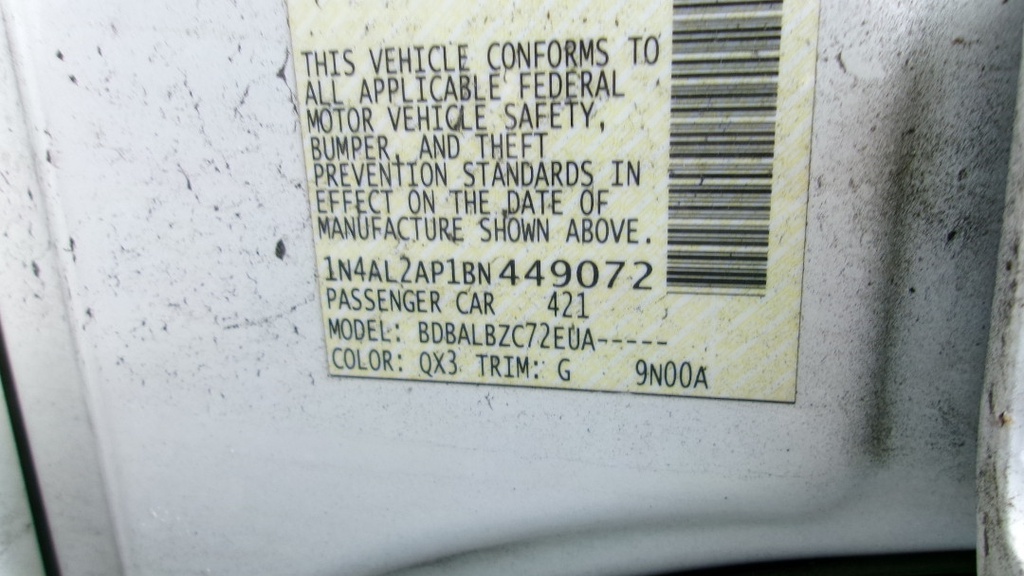 THIS VEHICLE CONFORMS TO
ALL APPLICABLE FEDERAL
MOTOR VEHICLE SAFETY,
BUMPER, AND THEFT
PREVENTION STANDARDS IN
EFFECT ON THE DATE OF
MANUFACTURE SHOWN ABOVE.
1N4AL2AP1BN449072
PASSENGER CAR 421
MODEL: BDBALBZC72EUA-----
COLOR: QX3 TRIM: G 9N00A